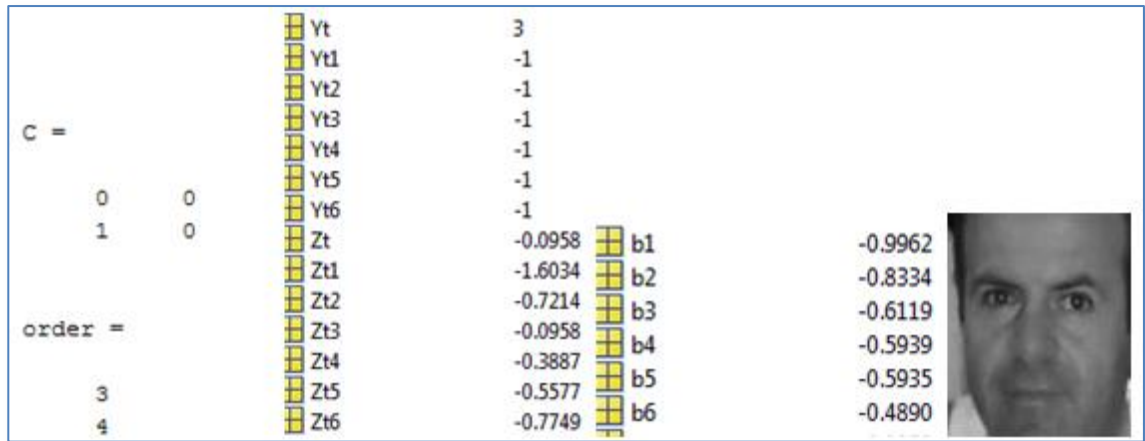 C =
0 0
1 0
order =
3
4
Yt 3
Yt1 -1
Yt2 -1
Yt3 -1
Yt4 -1
Yt5 -1
Yt6 -1
Zt -0.0958
Zt1 -1.6034
Zt2 -0.7214
Zt3 -0.0958
Zt4 -0.3887
Zt5 -0.5577
Zt6 -0.7749
b1 -0.9962
b2 -0.8334
b3 -0.6119
b4 -0.5939
b5 -0.5935
b6 -0.4890